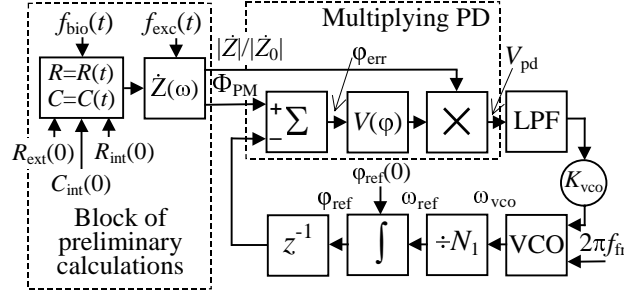 f_bio(t)
f_exc(t)
|Ż|/|Ż_0|
Multiplying PD
φ_err
V_pd
R=R(t)
C=C(t)
Ż(ω)
Φ_PM
+
−
Σ
V(φ)
×
LPF
R_ext(0)
R_int(0)
C_int(0)
K_vco
φ_ref(0)
φ_ref
ω_ref
ω_vco
Block of
preliminary
calculations
z^-1
∫
÷N_1
VCO
2πf_fr